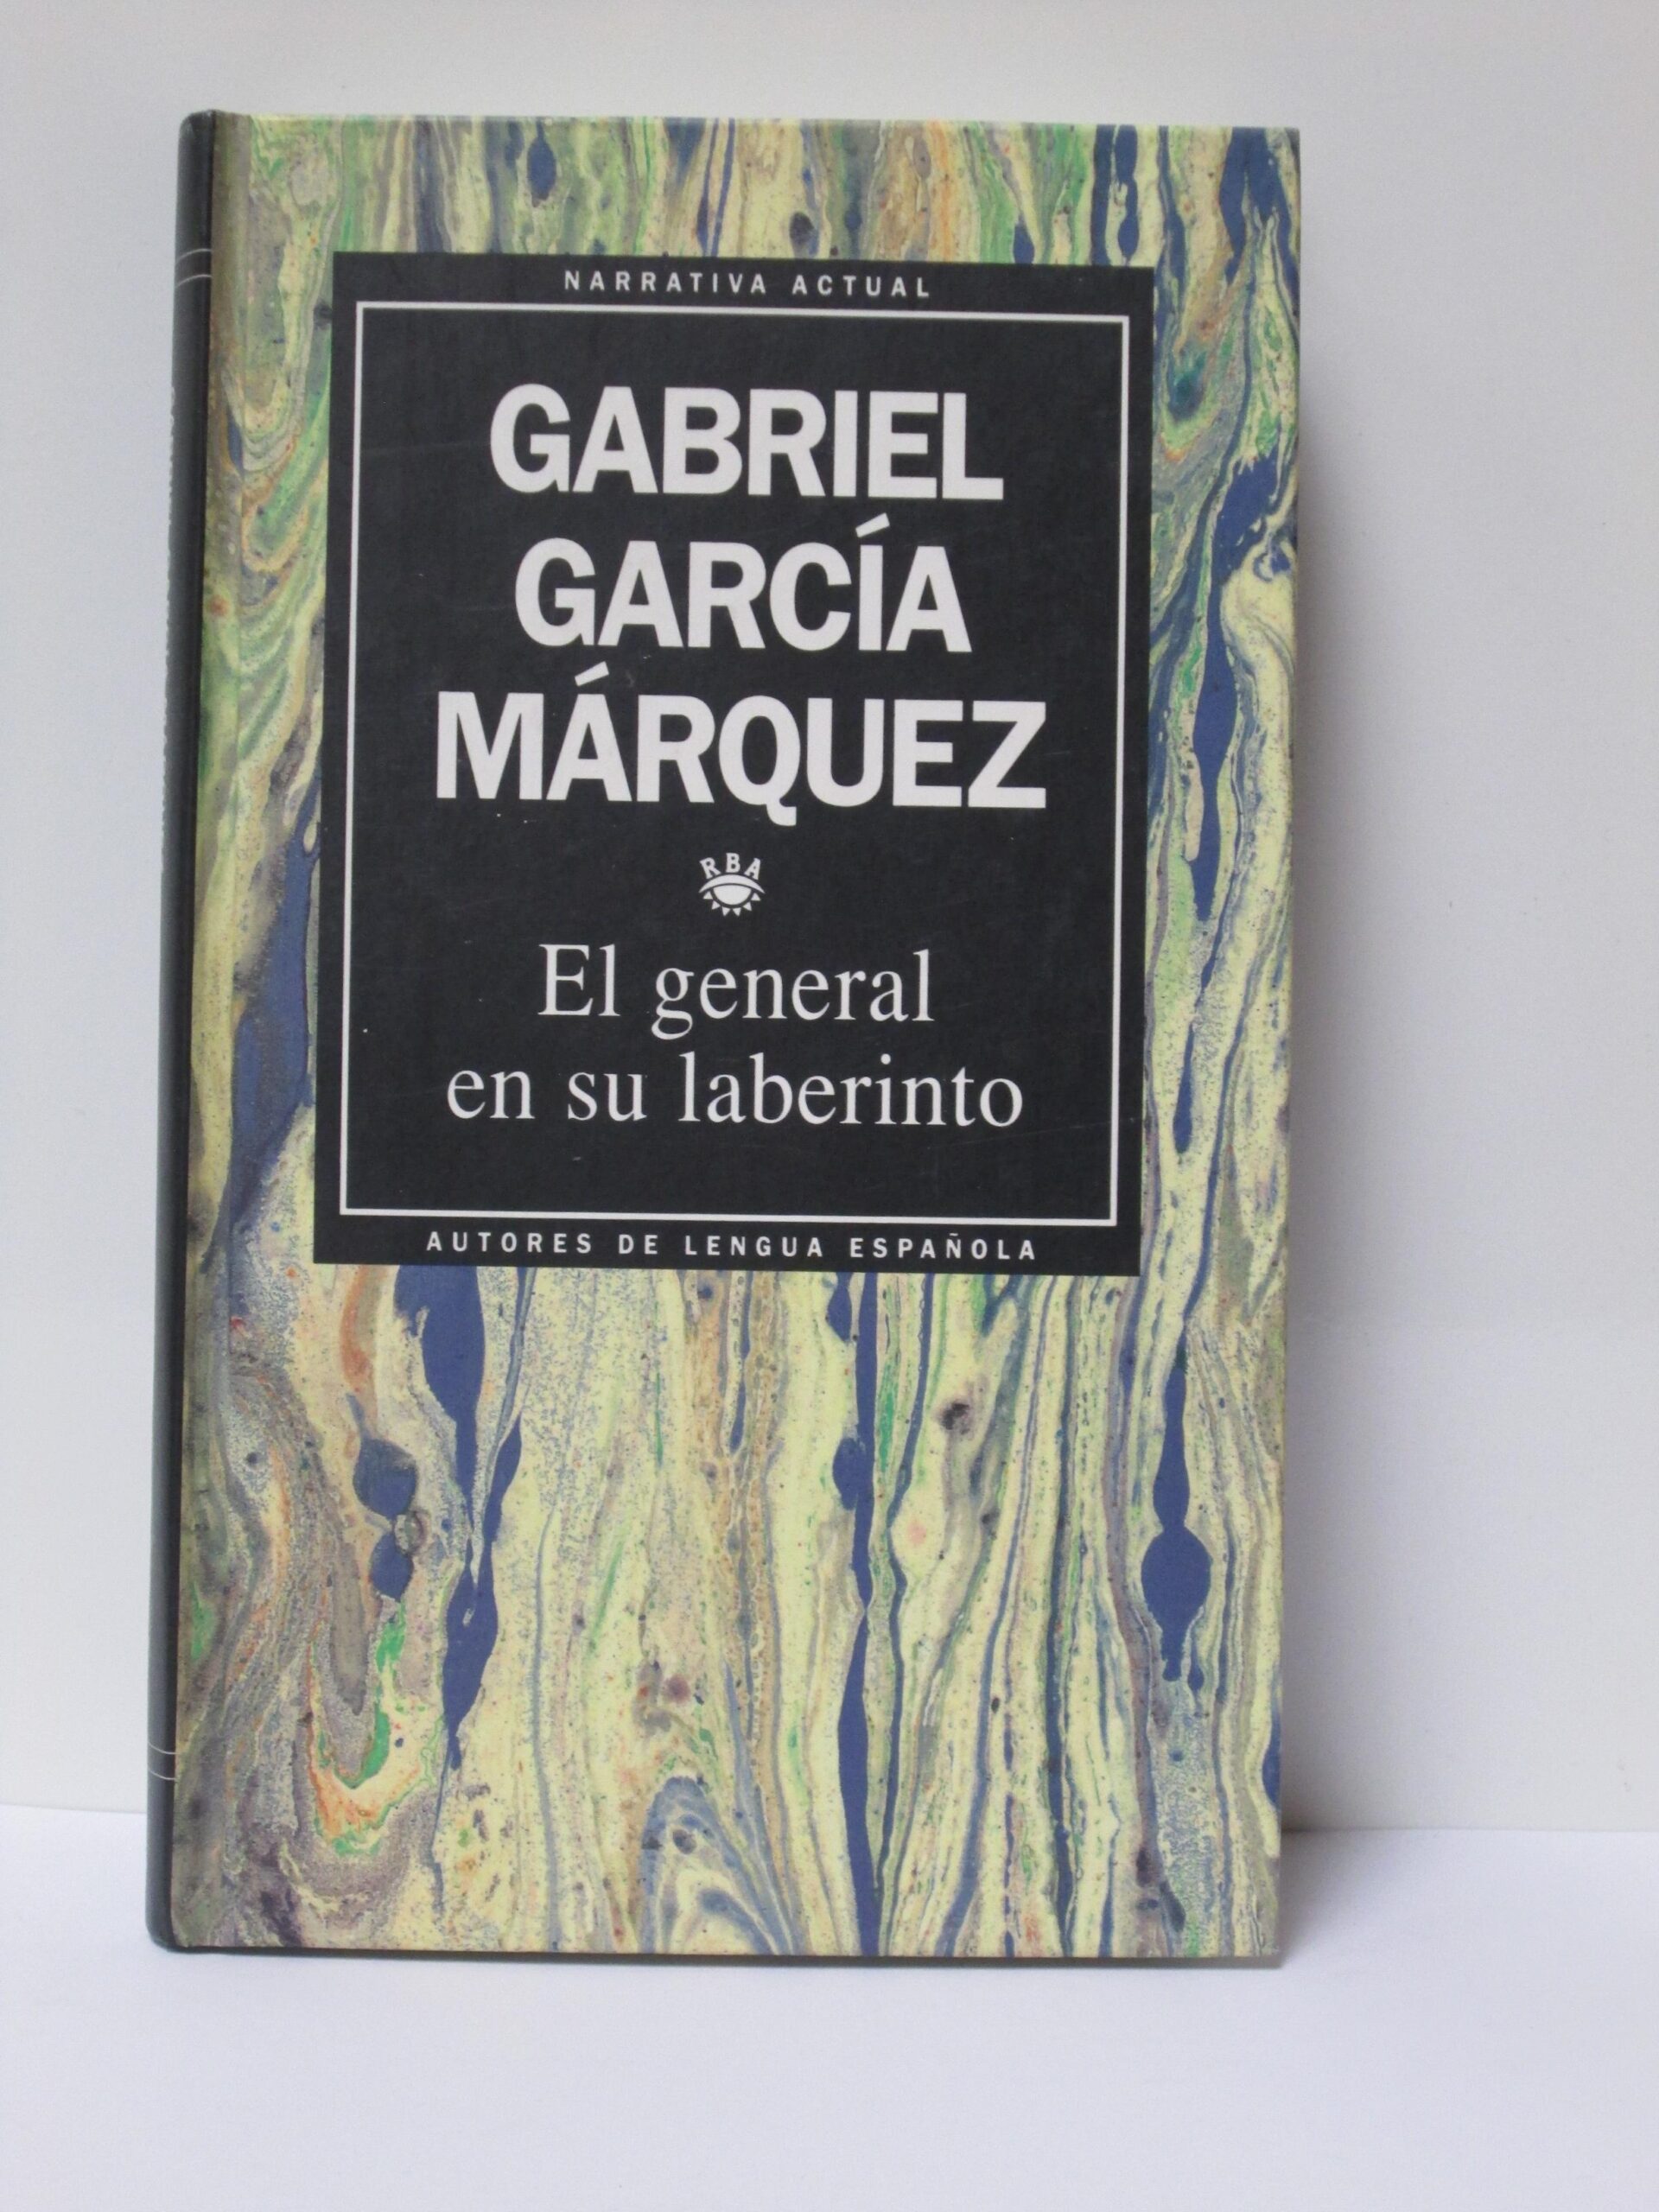 NARRATIVA ACTUAL
GABRIEL
GARCÍA
MÁRQUEZ
RBA
El general
en su laberinto
AUTORES DE LENGUA ESPAÑOLA